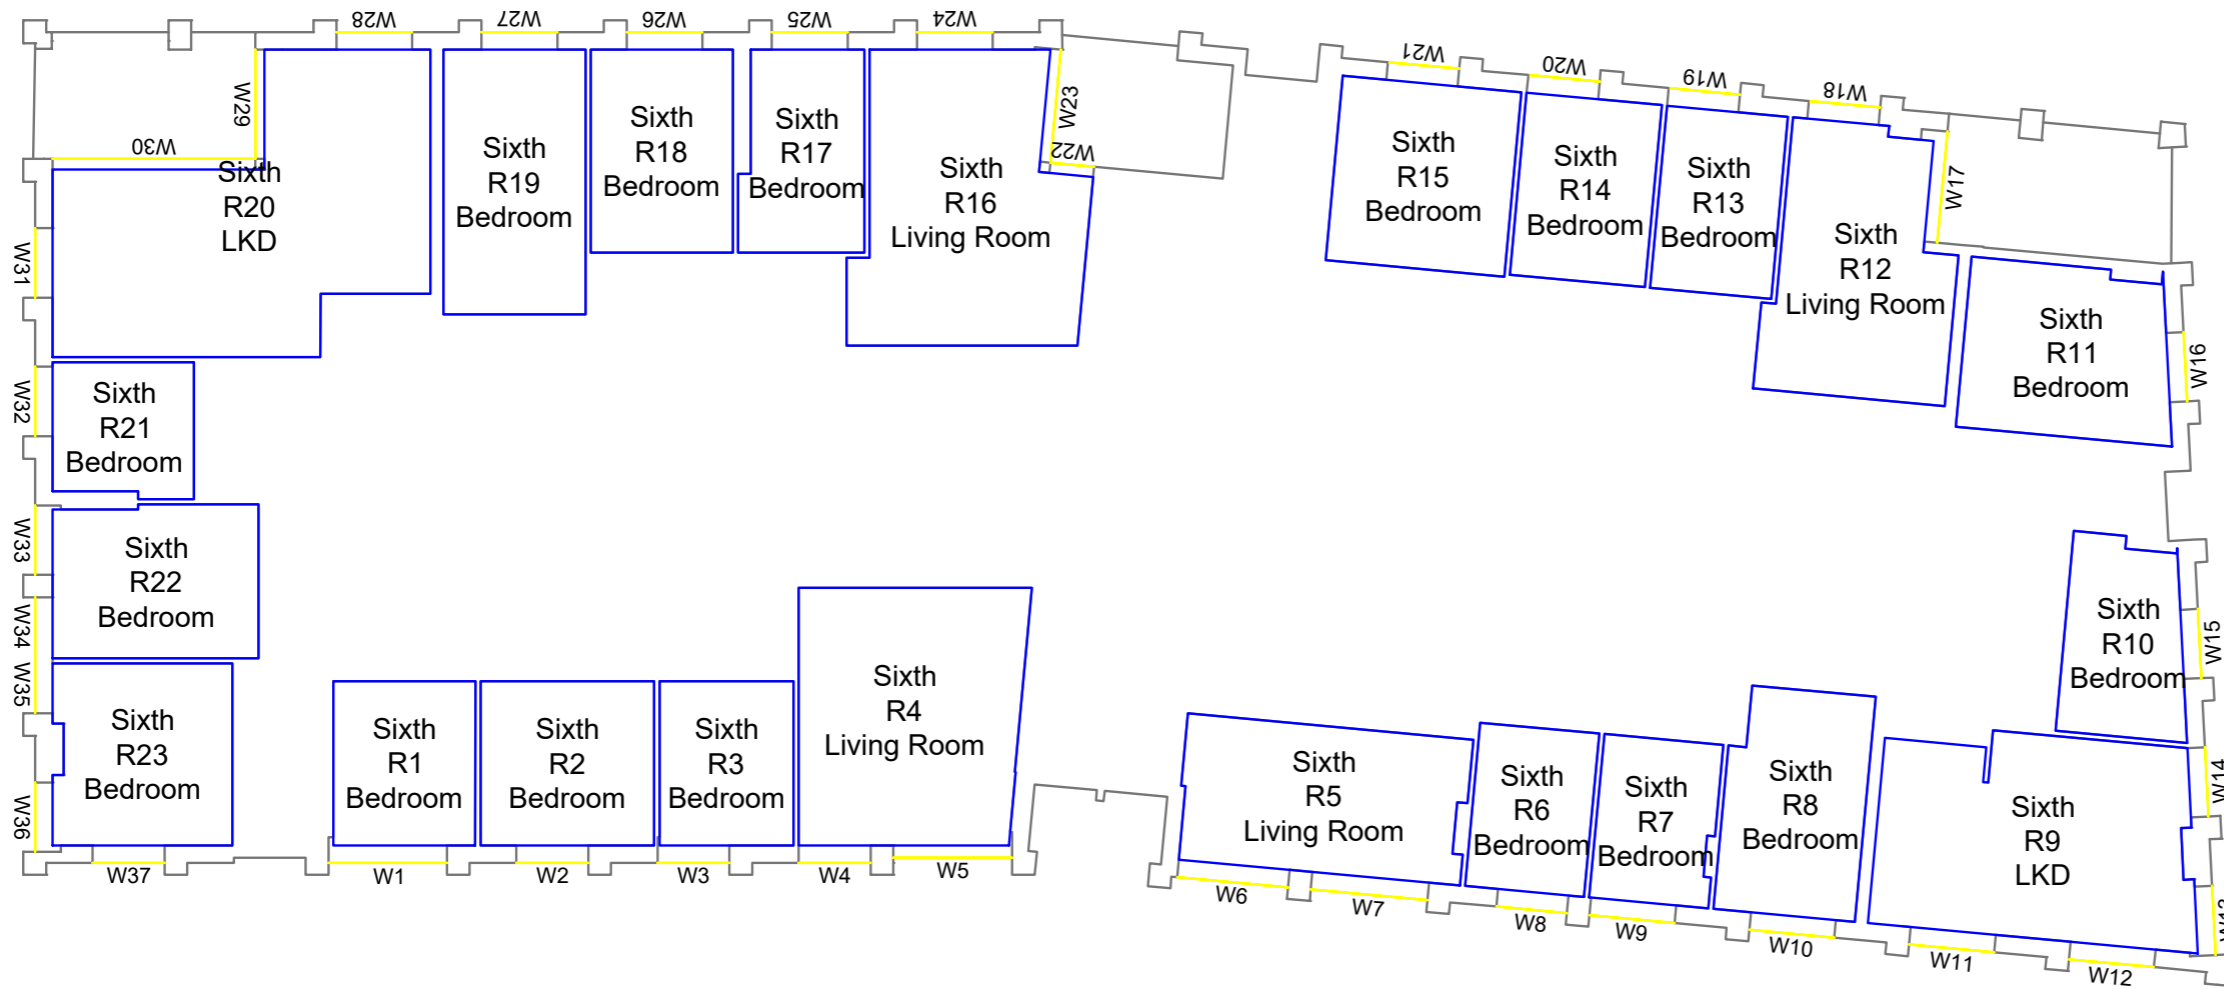 W28
W27
W26
W25
W24
W21
W20
W19
W18
W29
W30
W23
W22
W17
Sixth
R20
LKD
Sixth
R19
Bedroom
Sixth
R18
Bedroom
Sixth
R17
Bedroom
Sixth
R16
Living Room
Sixth
R15
Bedroom
Sixth
R14
Bedroom
Sixth
R13
Bedroom
Sixth
R12
Living Room
Sixth
R11
Bedroom
W31
W16
W32
Sixth
R21
Bedroom
W33
Sixth
R22
Bedroom
W34
W35
Sixth
R23
Bedroom
W36
Sixth
R1
Bedroom
Sixth
R2
Bedroom
Sixth
R3
Bedroom
Sixth
R4
Living Room
Sixth
R5
Living Room
Sixth
R6
Bedroom
Sixth
R7
Bedroom
Sixth
R8
Bedroom
Sixth
R9
LKD
Sixth
R10
Bedroom
W15
W14
W13
W37
W1
W2
W3
W4
W5
W6
W7
W8
W9
W10
W11
W12